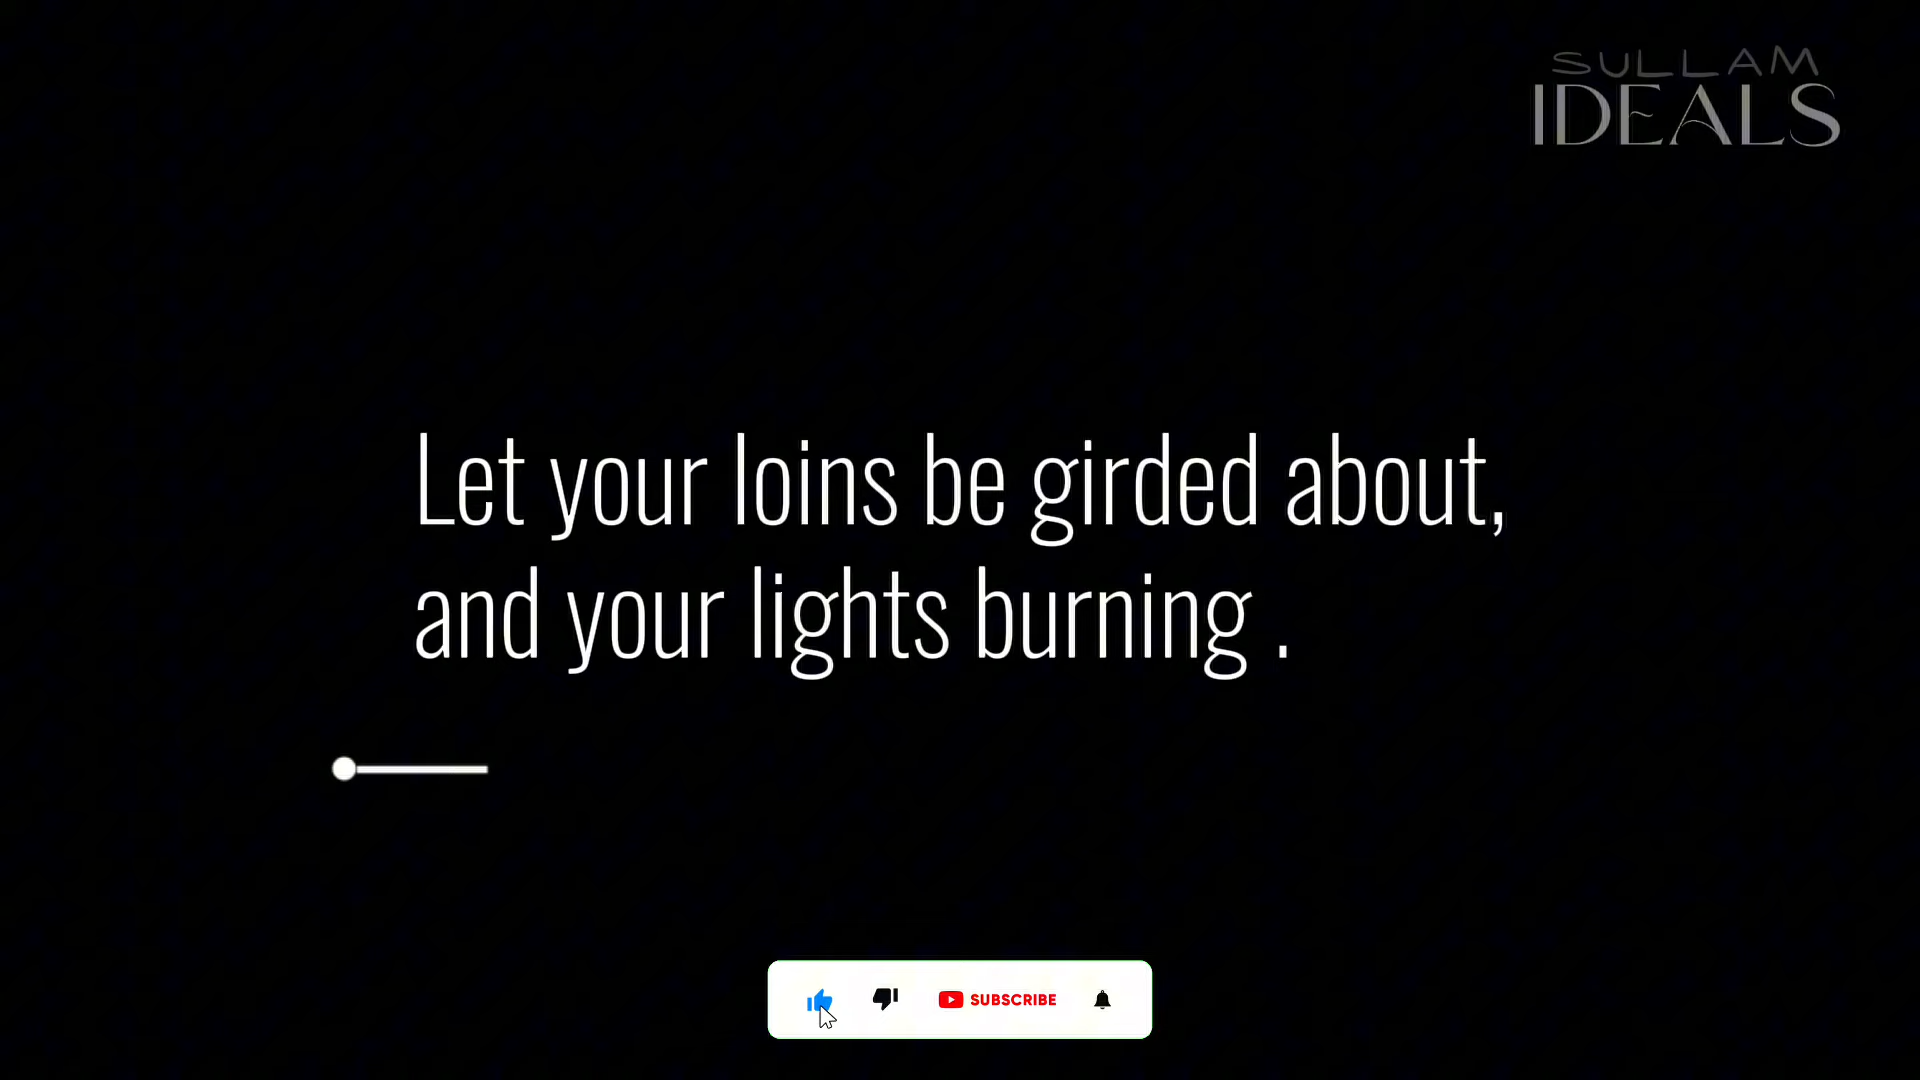 SULLAM
IDEALS
Let your loins be girded about,
and your lights burning .
SUBSCRIBE